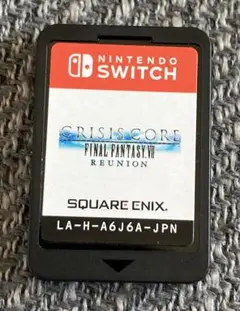 NINTENDO
SWITCH
CRISIS CORE
FINAL FANTASY VII
REUNION
SQUARE ENIX.
LA-H-A6J6A-JPN